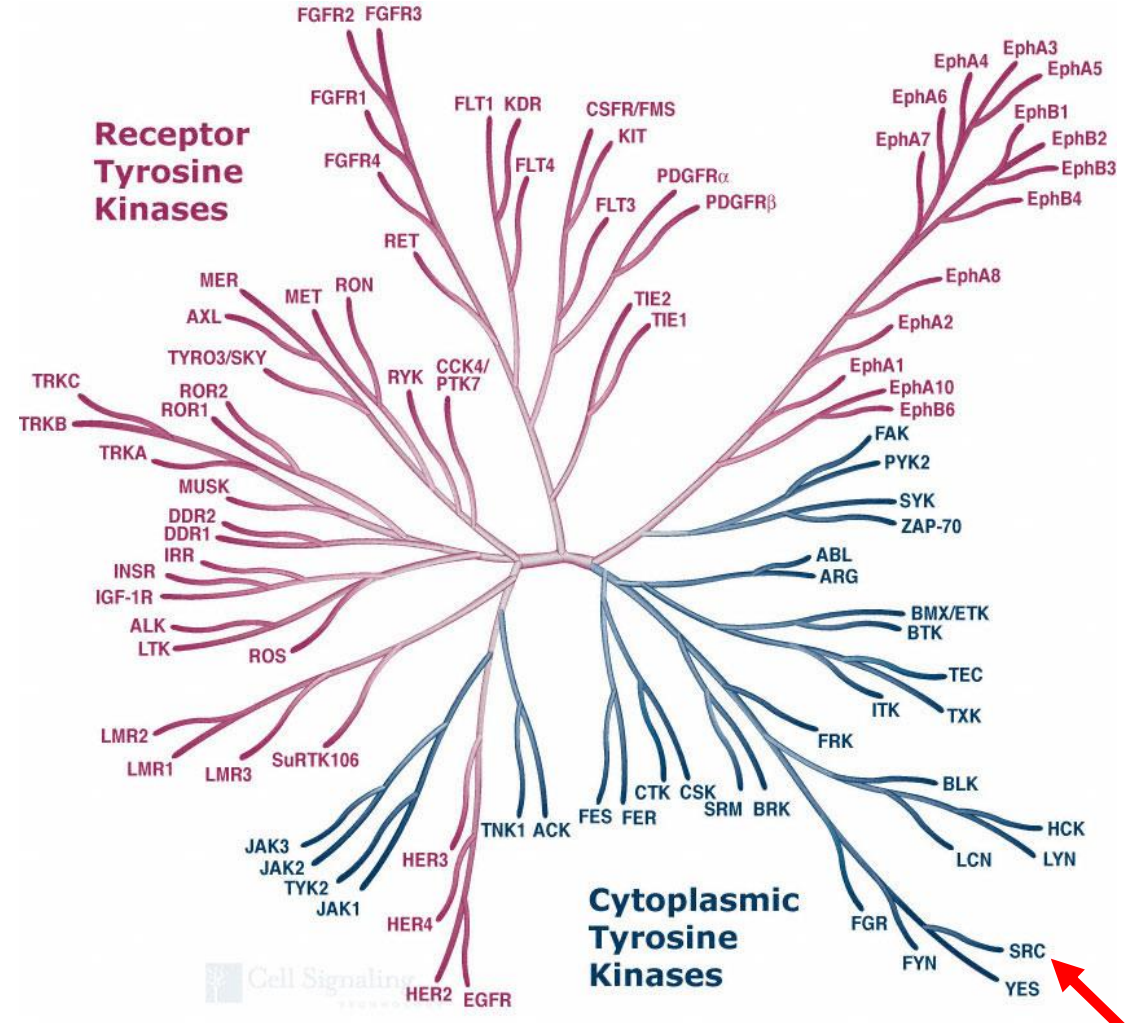 FGFR2 FGFR3
EphA3
EphA4
EphA5
FGFR1
FLT1 KDR
CSFR/FMS
EphA6
EphB1
Receptor
Tyrosine
Kinases
KIT
EphA7
EphB2
FGFR4
FLT4
EphB3
PDGFRα
EphB4
FLT3
PDGFRβ
RET
MER
MET
RON
EphA8
AXL
TIE2
TIE1
EphA2
TYRO3/SKY
RYK
CCK4/
PTK7
EphA1
TRKC
ROR2
EphA10
ROR1
EphB6
TRKB
FAK
TRKA
PYK2
MUSK
SYK
DDR2
ZAP-70
DDR1
IRR
ABL
INSR
ARG
IGF-1R
BMX/ETK
ALK
BTK
LTK
ROS
TEC
ITK
TXK
LMR2
FRK
LMR1
LMR3
SuRTK106
BLK
CTK CSK
SRM BRK
FES FER
TNK1 ACK
HCK
JAK3
LCN
LYN
HER3
JAK2
TYK2
JAK1
Cytoplasmic
Tyrosine
Kinases
HER4
FGR
SRC
FYN
Cell Signaling
TECHNOLOGY
YES
HER2
EGFR